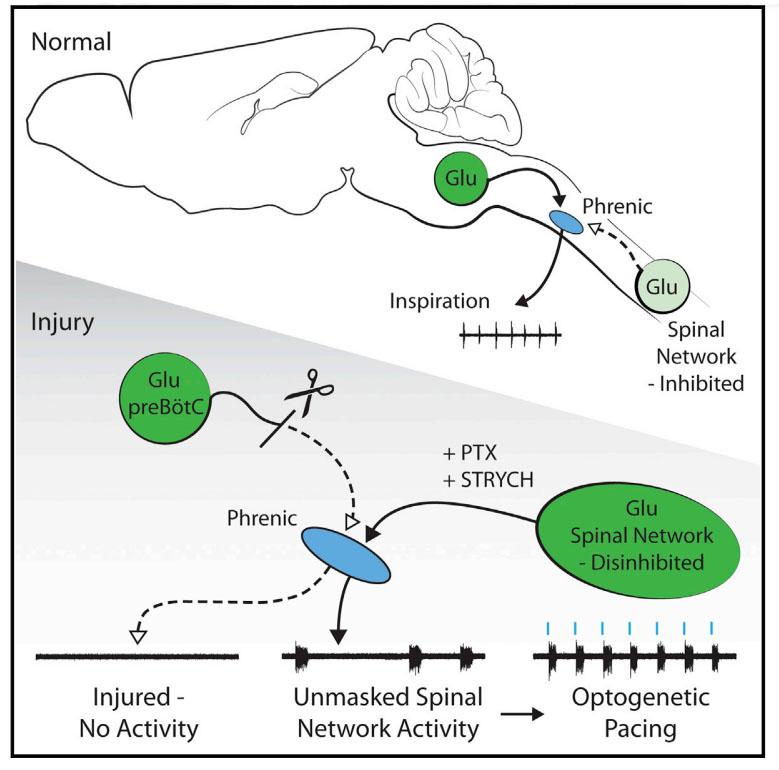 Normal
Glu
Phrenic
Glu
Inspiration
Spinal
Network
- Inhibited
Injury
Glu
preBötC
+ PTX
+ STRYCH
Glu
Spinal Network
- Disinhibited
Phrenic
Injured -
No Activity
Unmasked Spinal
Network Activity
Optogenetic
Pacing